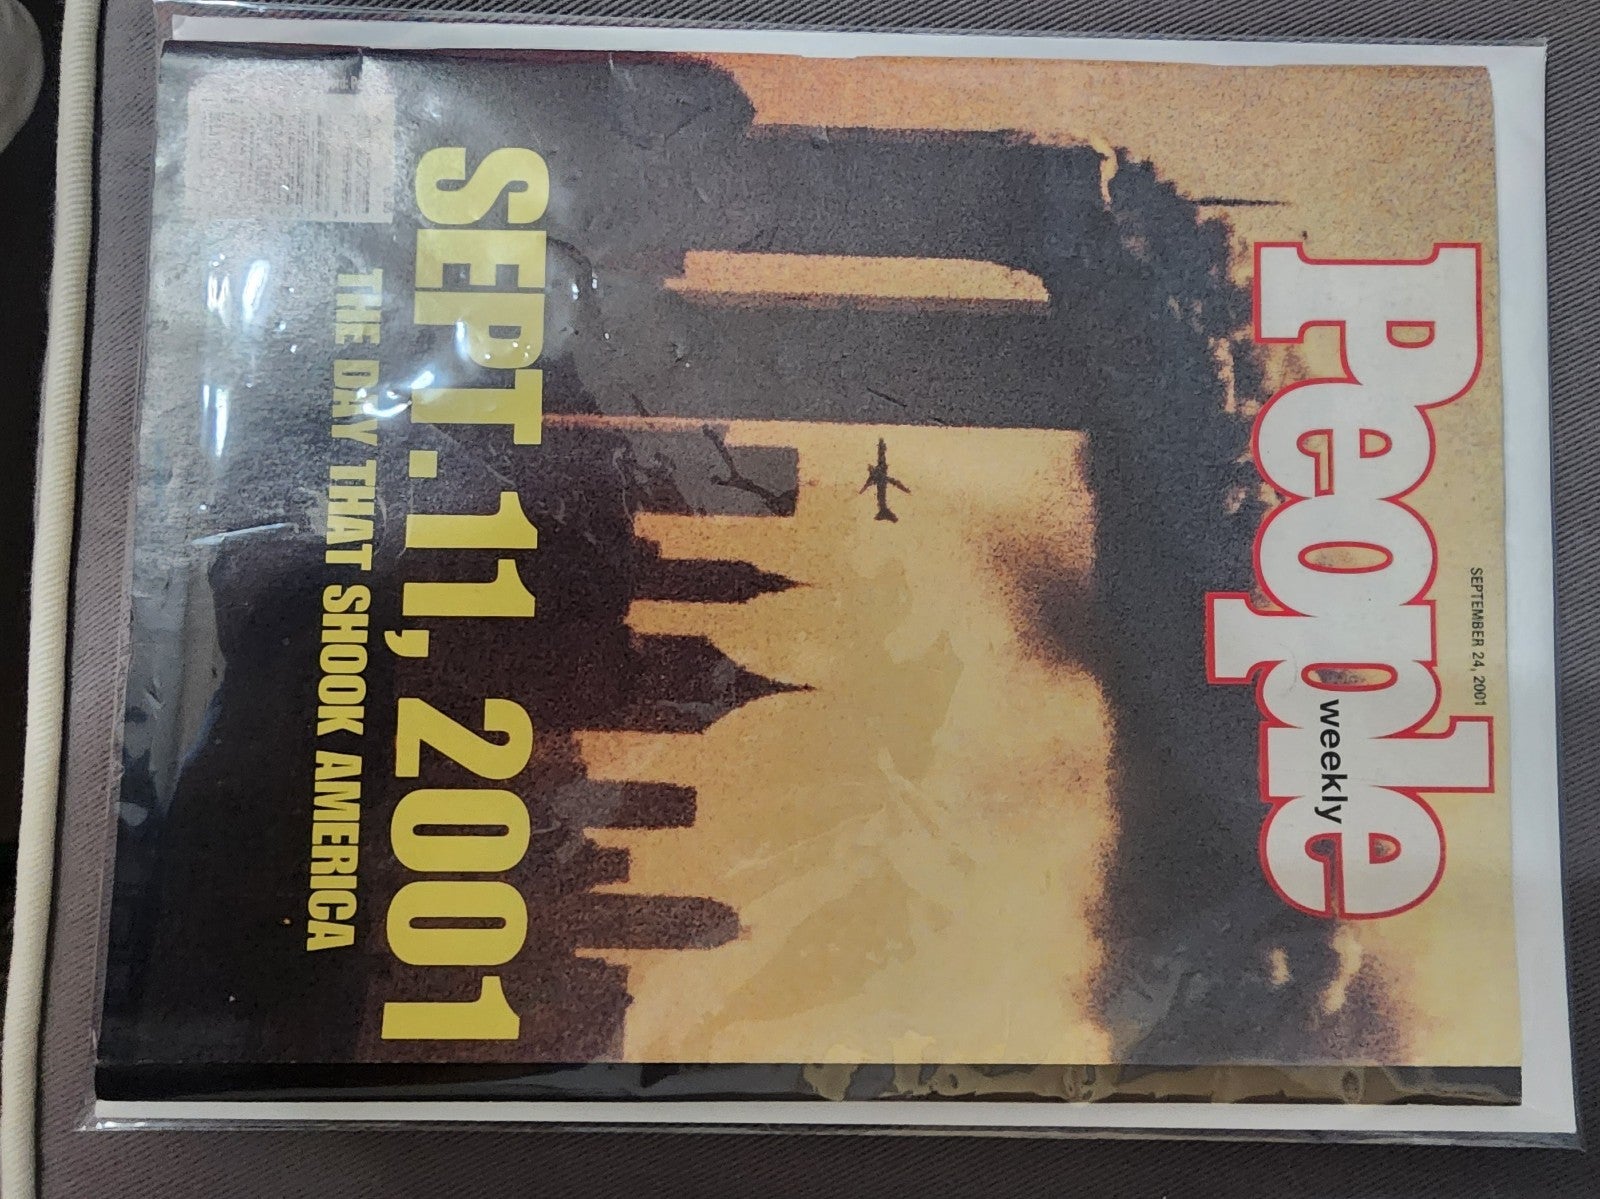 SEPTEMBER 24, 2001
People
weekly
SEPT. 11, 2001
THE DAY THAT SHOOK AMERICA